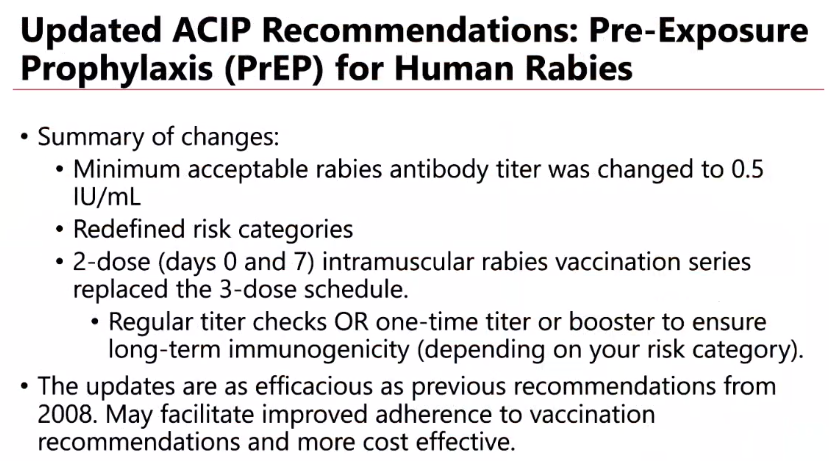 Updated ACIP Recommendations: Pre-Exposure
Prophylaxis (PrEP) for Human Rabies
• Summary of changes:
• Minimum acceptable rabies antibody titer was changed to 0.5
IU/mL
• Redefined risk categories
• 2-dose (days 0 and 7) intramuscular rabies vaccination series
replaced the 3-dose schedule.
• Regular titer checks OR one-time titer or booster to ensure
long-term immunogenicity (depending on your risk category).
• The updates are as efficacious as previous recommendations from
2008. May facilitate improved adherence to vaccination
recommendations and more cost effective.